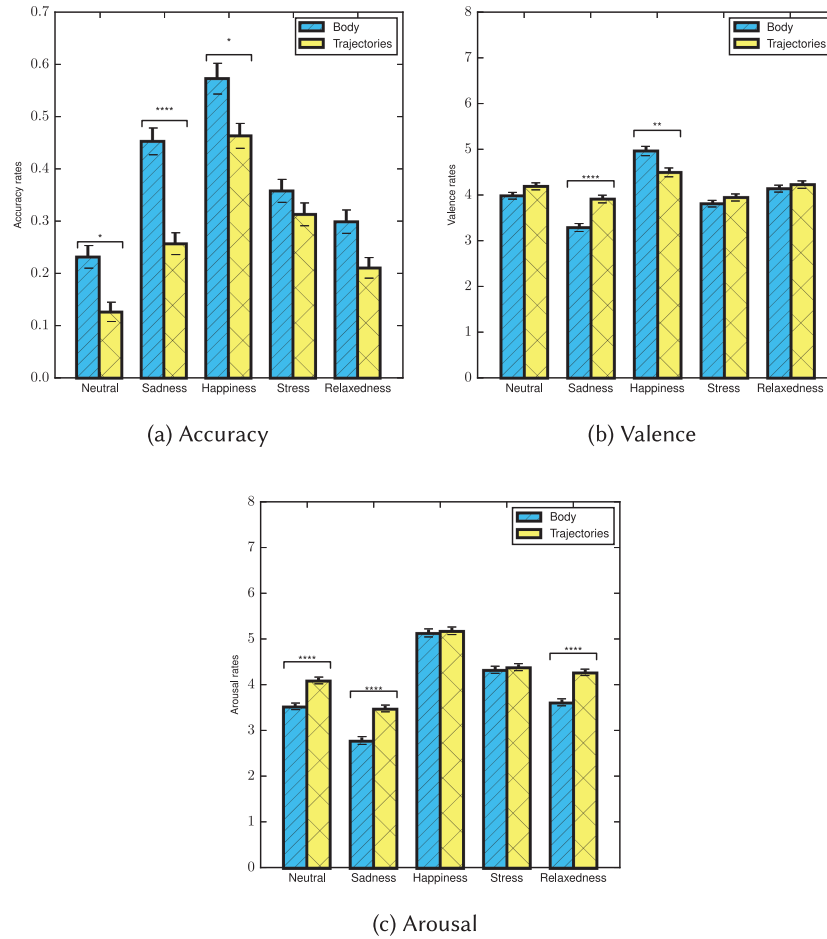 0.7
Body
Trajectories
*
0.6
****
0.5
0.4
Accuracy rates
0.3
*
0.2
0.1
0.0
Neutral Sadness Happiness Stress Relaxedness
(a) Accuracy
8
Body
Trajectories
7
6
**
5
****
Valence rates
4
3
2
1
0
Neutral Sadness Happiness Stress Relaxedness
(b) Valence
8
Body
Trajectories
7
6
5
****
****
****
Arousal rates
4
3
2
1
0
Neutral Sadness Happiness Stress Relaxedness
(c) Arousal